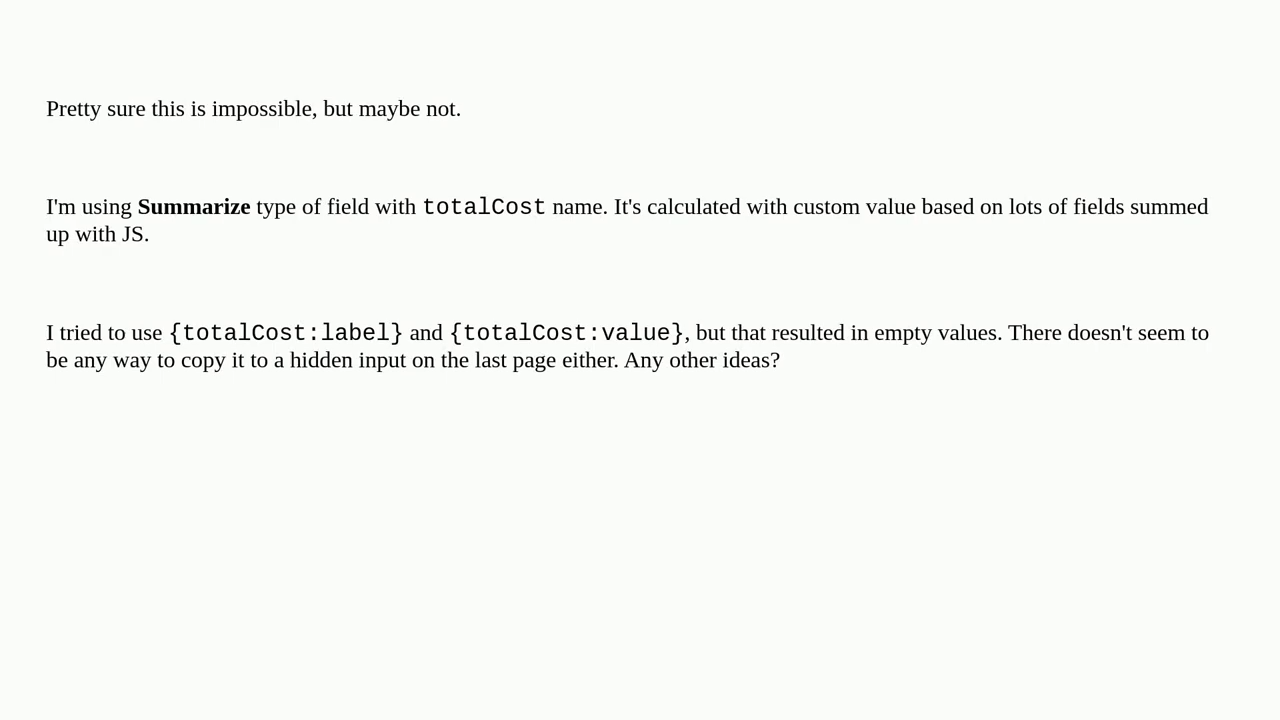 Pretty sure this is impossible, but maybe not.
I'm using Summarize type of field with totalCost name. It's calculated with custom value based on lots of fields summed
up with JS.
I tried to use {totalCost:label} and {totalCost:value}, but that resulted in empty values. There doesn't seem to
be any way to copy it to a hidden input on the last page either. Any other ideas?